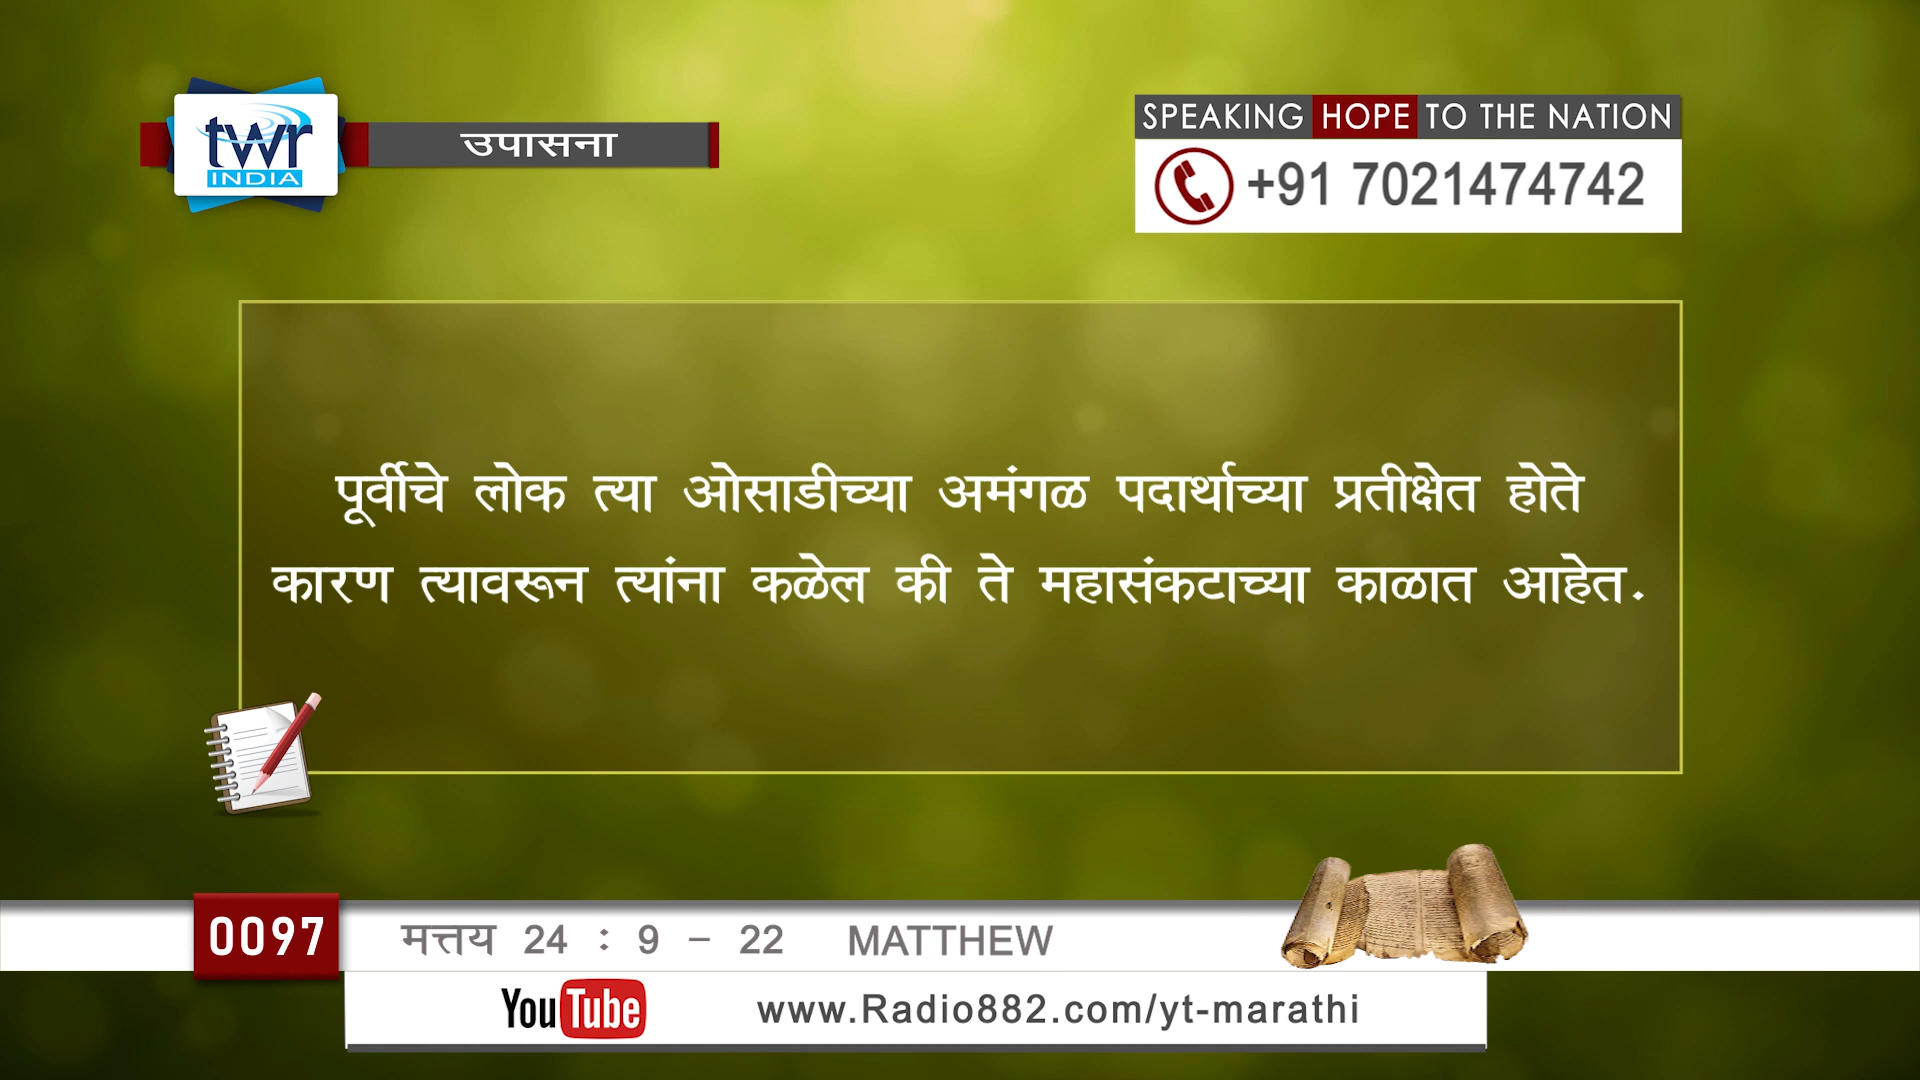 twr
INDIA
उपासना
SPEAKING HOPE TO THE NATION
+91 7021474742
पूर्वीचे लोक त्या ओसाडीच्या अमंगळ पदार्थाच्या प्रतीक्षेत होते
कारण त्यावरून त्यांना कळेल की ते महासंकटाच्या काळात आहेत.
0097
मत्तय 24 : 9 - 22 MATTHEW
YouTube
www.Radio882.com/yt-marathi